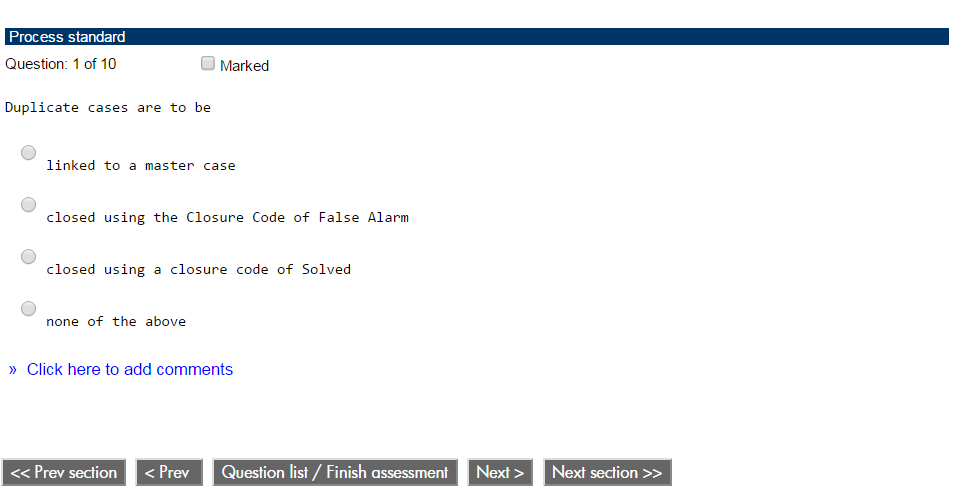 Process standard
Question: 1 of 10
Marked
Duplicate cases are to be
linked to a master case
closed using the Closure Code of False Alarm
closed using a closure code of Solved
none of the above
» Click here to add comments
<< Prev section
< Prev
Question list / Finish assessment
Next >
Next section >>